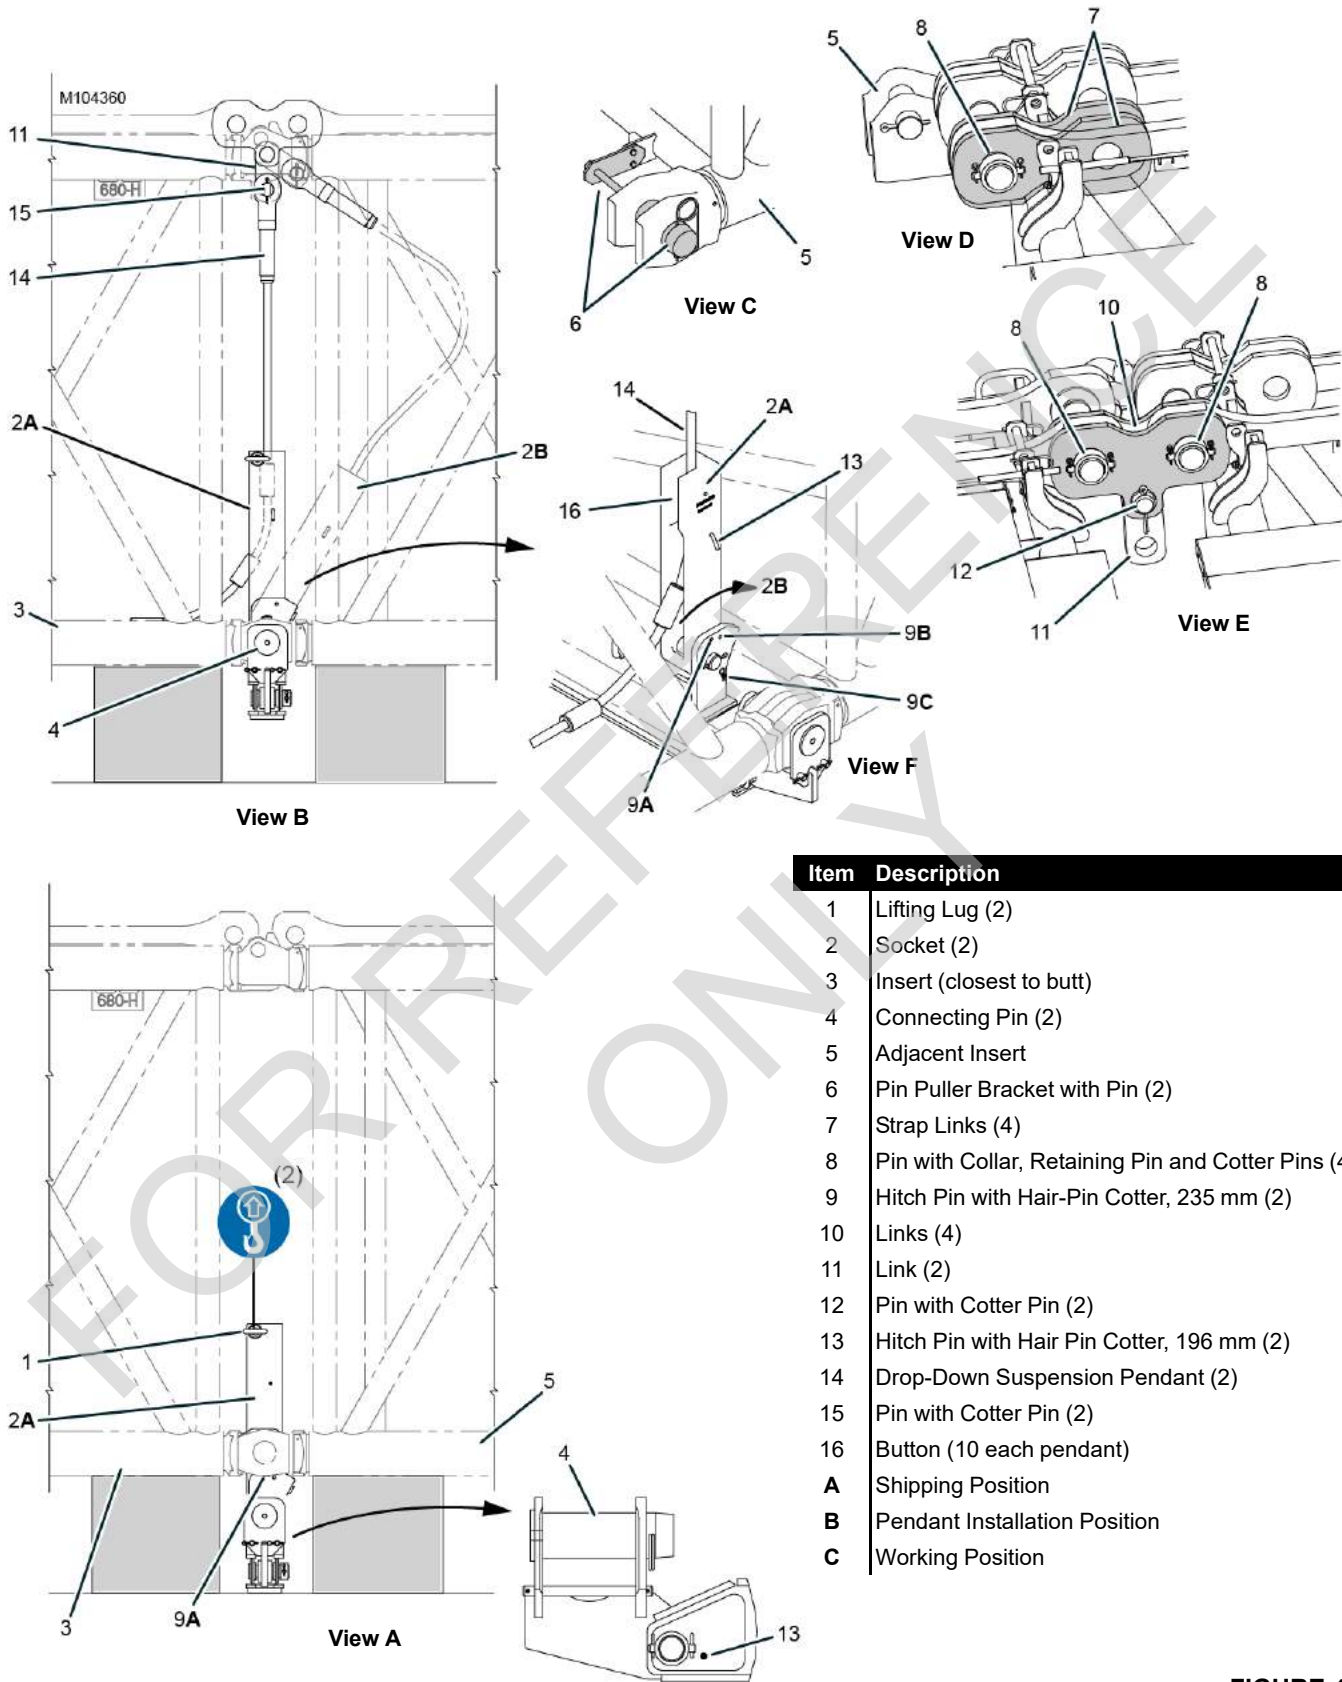 M104360
11
680-H
15
14
2A
2B
3
4
View B
5
6
View C
5
8
7
View D
8
10
8
12
11
View E
14
2A
16
13
2B
9B
9C
9A
View F
680-H
(2)
1
2A
5
3
9A
View A
4
13
Item Description
1 Lifting Lug (2)
2 Socket (2)
3 Insert (closest to butt)
4 Connecting Pin (2)
5 Adjacent Insert
6 Pin Puller Bracket with Pin (2)
7 Strap Links (4)
8 Pin with Collar, Retaining Pin and Cotter Pins (4
9 Hitch Pin with Hair-Pin Cotter, 235 mm (2)
10 Links (4)
11 Link (2)
12 Pin with Cotter Pin (2)
13 Hitch Pin with Hair Pin Cotter, 196 mm (2)
14 Drop-Down Suspension Pendant (2)
15 Pin with Cotter Pin (2)
16 Button (10 each pendant)
A Shipping Position
B Pendant Installation Position
C Working Position
FOR REFERENCE
ONLY